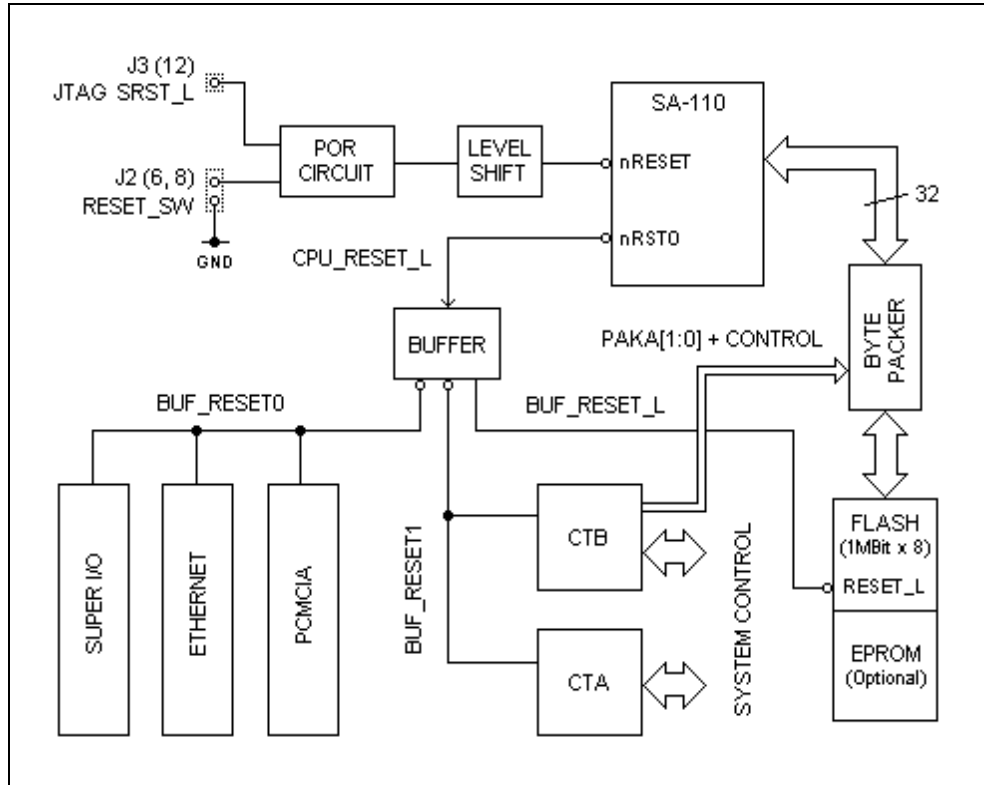 J3 (12)
JTAG SRST_L
POR
CIRCUIT
LEVEL
SHIFT
SA-110
nRESET
nRSTO
32
J2 (6, 8)
RESET_SW
GND
CPU_RESET_L
BUFFER
PAKA[1:0] + CONTROL
BYTE
PACKER
BUF_RESET0
BUF_RESET_L
BUF_RESET1
SUPER I/O
ETHERNET
PCMCIA
CTB
CTA
SYSTEM CONTROL
FLASH
(1MBit x 8)
RESET_L
EPROM
(Optional)